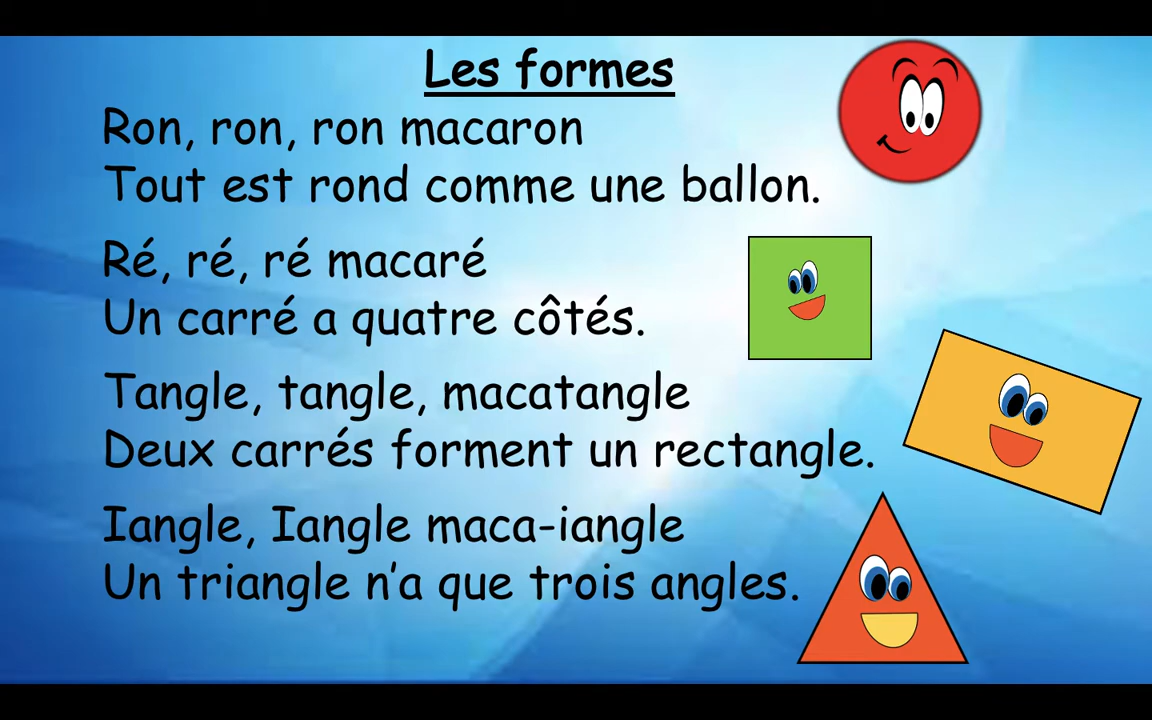 Les formes
Ron, ron, ron macaron
Tout est rond comme une ballon.
Ré, ré, ré macaré
Un carré a quatre côtés.
Tangle, tangle, macatangle
Deux carrés forment un rectangle.
Iangle, Iangle maca-iangle
Un triangle n'a que trois angles.